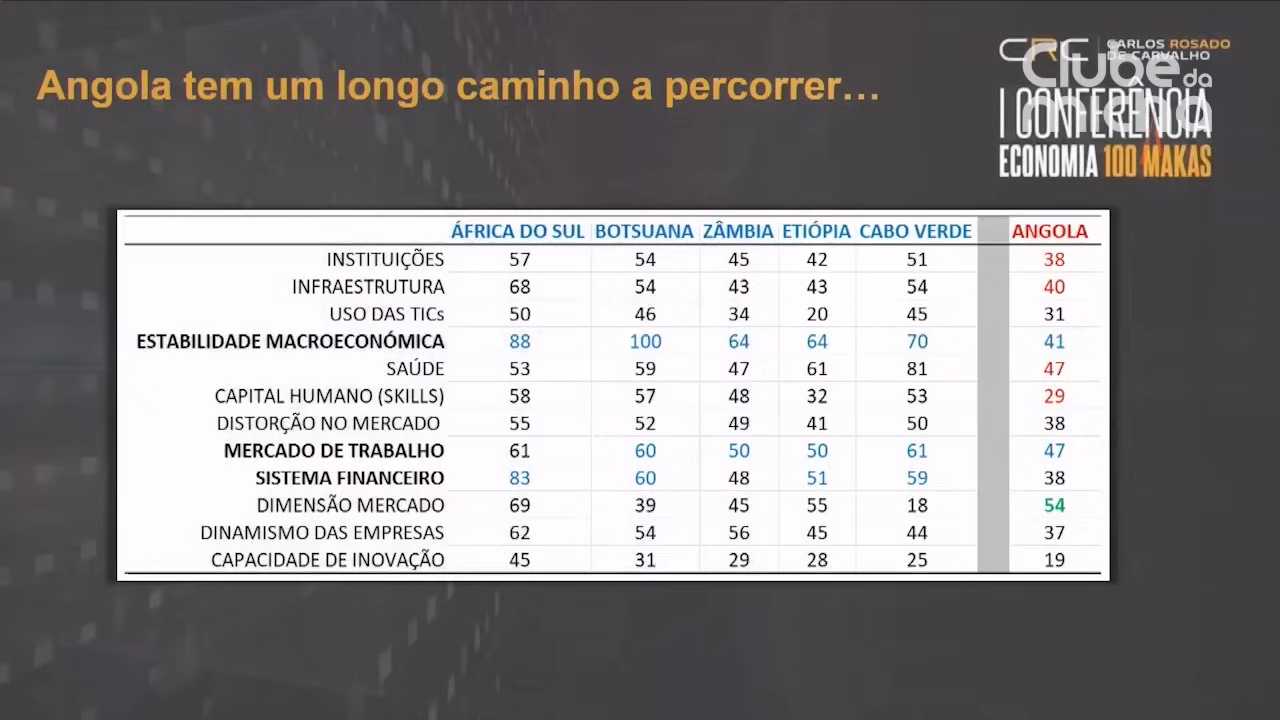 Angola tem um longo caminho a percorrer...
CRC | CARLOS ROSADO
DE CARVALHO
Clube da
I CONFERÊNCIA
ECONOMIA 100 MAKAS
ÁFRICA DO SUL BOTSUANA ZÂMBIA ETIÓPIA CABO VERDE ANGOLA
INSTITUIÇÕES 57 54 45 42 51 38
INFRAESTRUTURA 68 54 43 43 54 40
USO DAS TICs 50 46 34 20 45 31
ESTABILIDADE MACROECONÓMICA 88 100 64 64 70 41
SAÚDE 53 59 47 61 81 47
CAPITAL HUMANO (SKILLS) 58 57 48 32 53 29
DISTORÇÃO NO MERCADO 55 52 49 41 50 38
MERCADO DE TRABALHO 61 60 50 50 61 47
SISTEMA FINANCEIRO 83 60 48 51 59 38
DIMENSÃO MERCADO 69 39 45 55 18 54
DINAMISMO DAS EMPRESAS 62 54 56 45 44 37
CAPACIDADE DE INOVAÇÃO 45 31 29 28 25 19